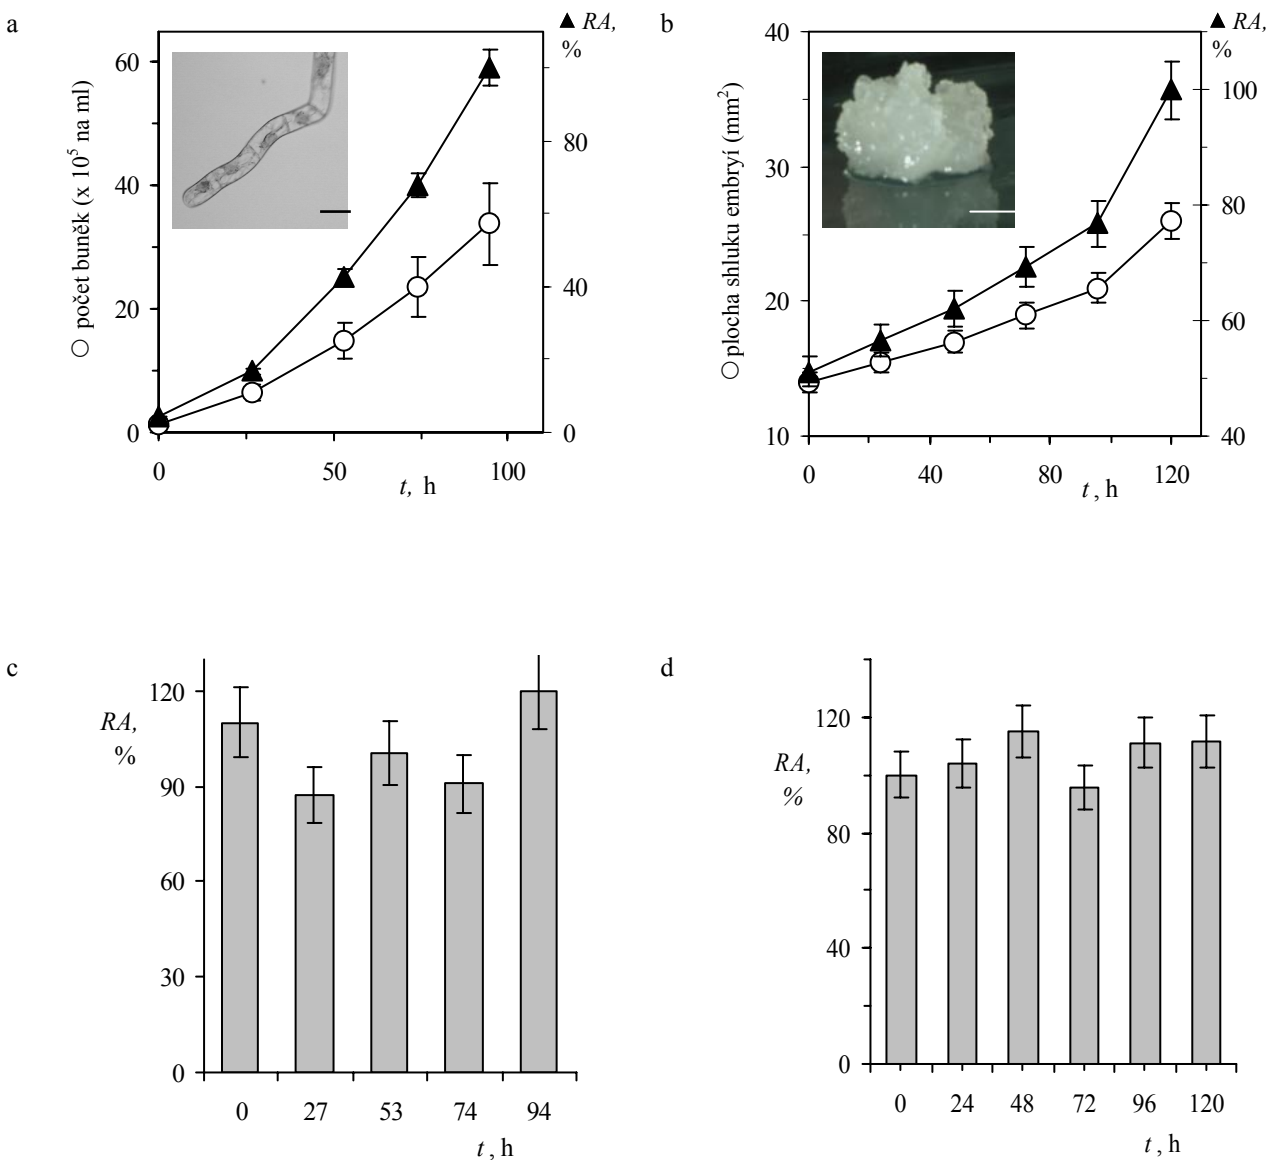 a
○ počet buněk (x 10⁵ na ml)
▲ RA,
%
60
40
20
0
80
40
0
0 50 100
t, h
b
○ plocha shluku embryí (mm²)
▲ RA,
%
40
30
20
10
100
80
60
40
0 40 80 120
t , h
c
RA,
%
120
90
60
30
0
0 27 53 74 94
t , h
d
RA,
%
120
80
40
0
0 24 48 72 96 120
t , h